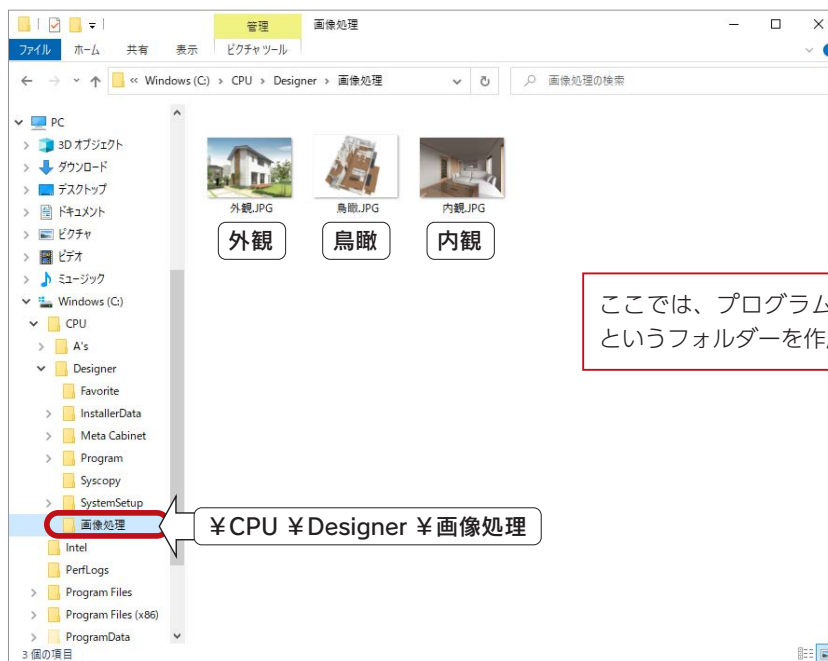 管理
画像処理
ファイル
ホーム
共有
表示
ピクチャ ツール
« Windows (C:) › CPU › Designer › 画像処理
画像処理の検索
PC
3D オブジェクト
ダウンロード
デスクトップ
ドキュメント
ピクチャ
ビデオ
ミュージック
Windows (C:)
CPU
A's
Designer
Favorite
InstallerData
Meta Cabinet
Program
Syscopy
SystemSetup
画像処理
Intel
PerfLogs
Program Files
Program Files (x86)
ProgramData
外観.JPG
鳥瞰.JPG
内観.JPG
外観
鳥瞰
内観
ここでは、プログラム
というフォルダーを作
¥CPU ¥Designer ¥画像処理
3 個の項目